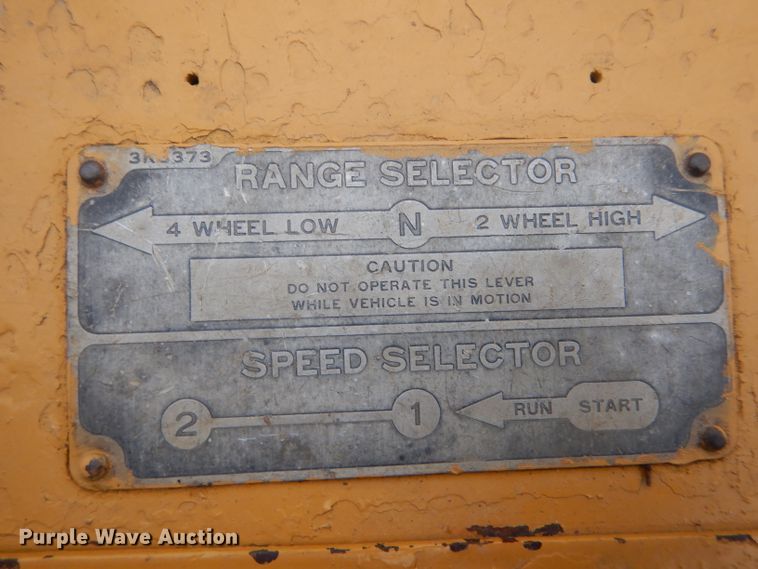 RANGE SELECTOR
4 WHEEL LOW N 2 WHEEL HIGH
CAUTION
DO NOT OPERATE THIS LEVER
WHILE VEHICLE IS IN MOTION
SPEED SELECTOR
2 1 RUN START
Purple Wave Auction